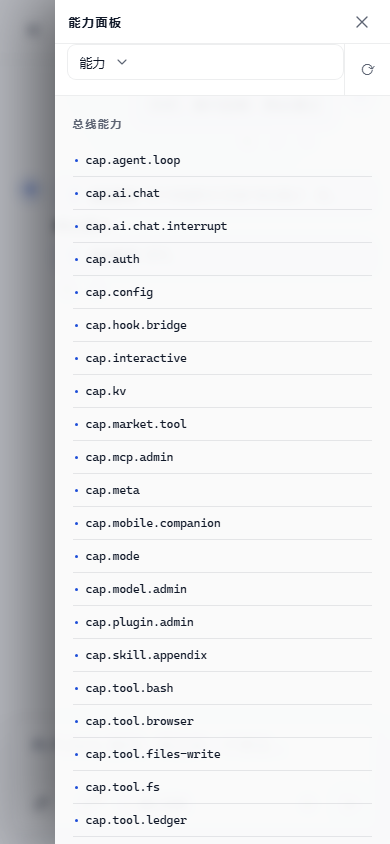 能力面板
能力
总线能力
cap.agent.loop
cap.ai.chat
cap.ai.chat.interrupt
cap.auth
cap.config
cap.hook.bridge
cap.interactive
cap.kv
cap.market.tool
cap.mcp.admin
cap.meta
cap.mobile.companion
cap.mode
cap.model.admin
cap.plugin.admin
cap.skill.appendix
cap.tool.bash
cap.tool.browser
cap.tool.files-write
cap.tool.fs
cap.tool.ledger